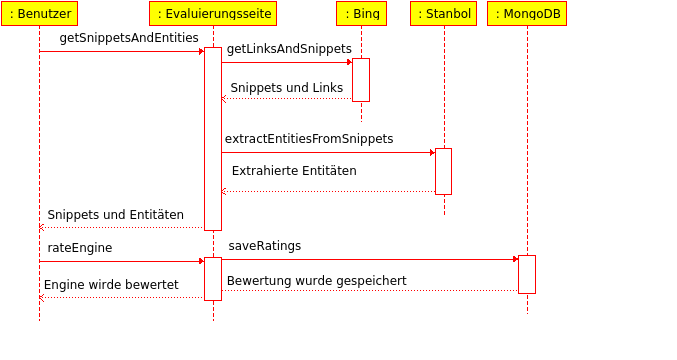 : Benutzer
: Evaluierungsseite
: Bing
: Stanbol
: MongoDB
getSnippetsAndEntities
getLinksAndSnippets
Snippets und Links
extractEntitiesFromSnippets
Extrahierte Entitäten
Snippets und Entitäten
rateEngine
saveRatings
Engine wirde bewertet
Bewertung wurde gespeichert